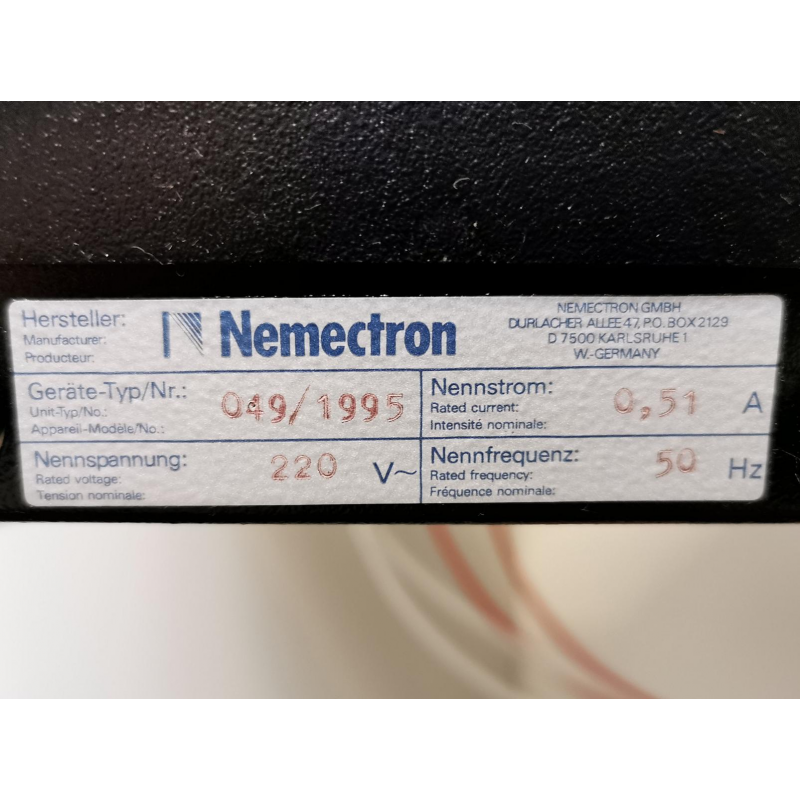 Hersteller:
Manufacturer:
Producteur:
Nemectron
NEMECTRON GMBH
DURLACHER ALLEE 47, P.O. BOX 2129
D 7500 KARLSRUHE 1
W.-GERMANY
Geräte-Typ/Nr.:
Unit-Typ/No.:
Appareil-Modèle/No.:
049/1995
Nennstrom:
Rated current:
Intensité nominale:
0,51 A
Nennspannung:
Rated voltage:
Tension nominale:
220 V~
Nennfrequenz:
Rated frequency:
Fréquence nominale:
50 Hz